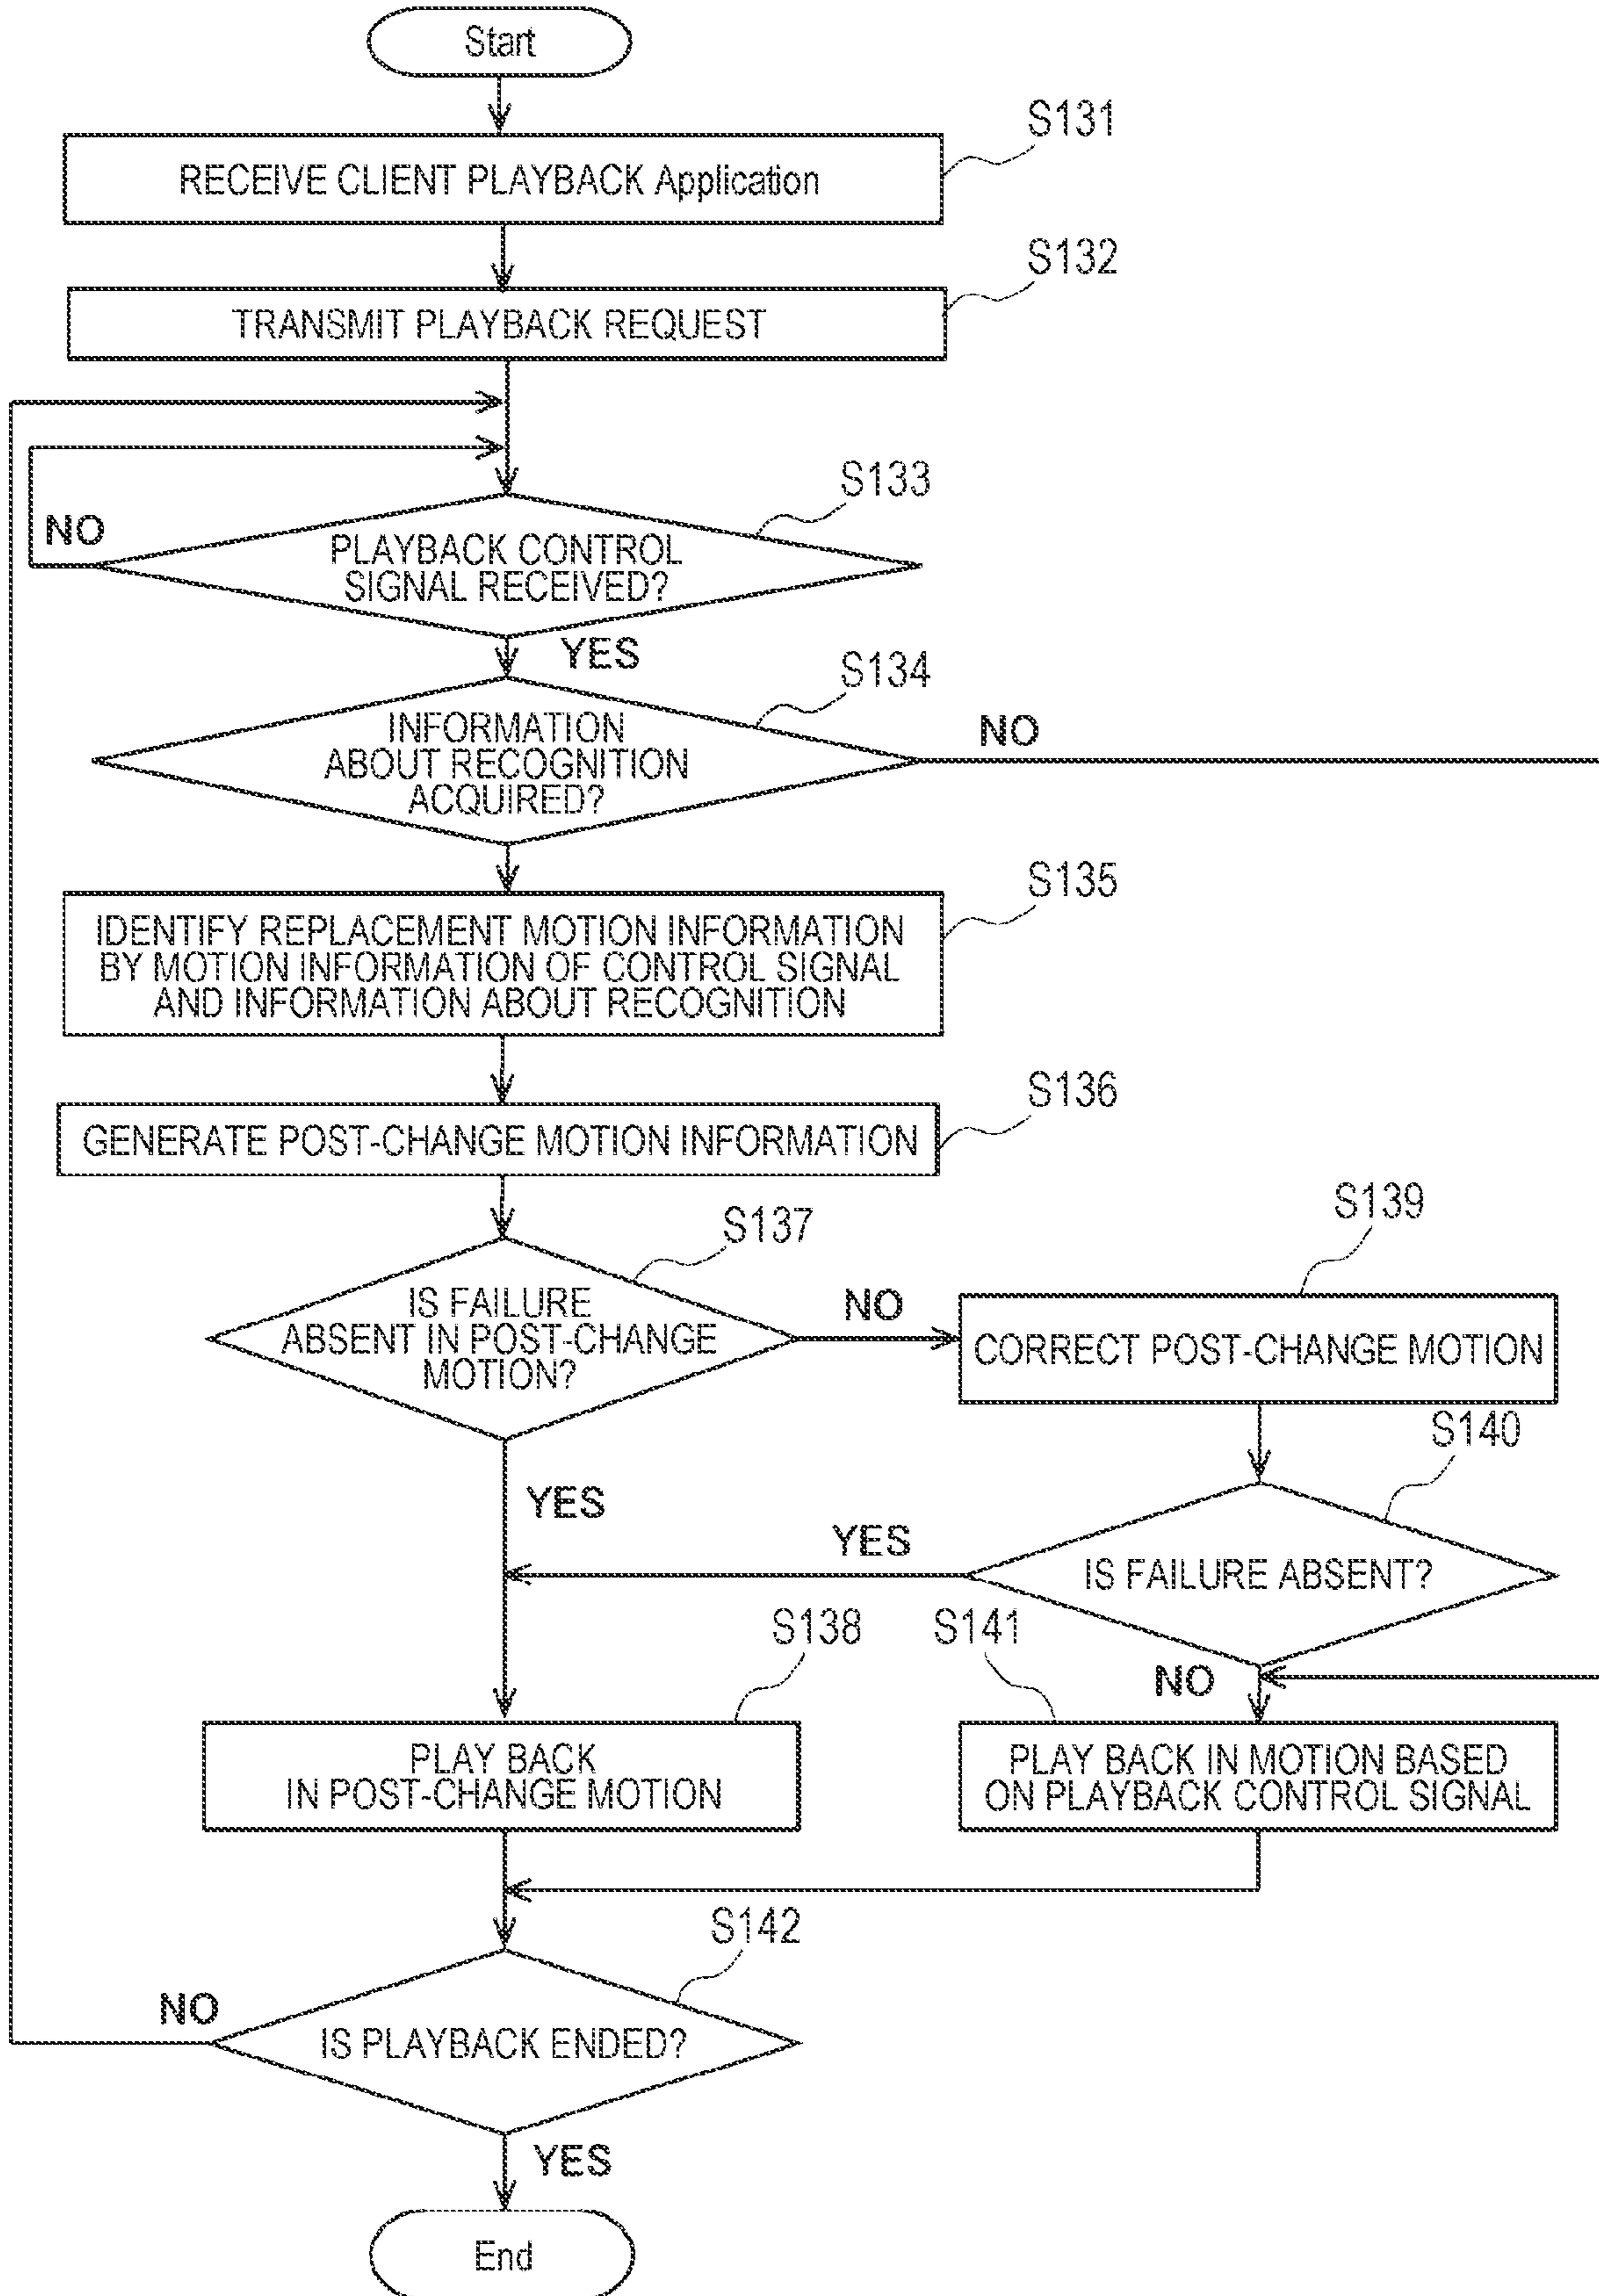 Start
S131
RECEIVE CLIENT PLAYBACK Application
S132
TRANSMIT PLAYBACK REQUEST
S133
NO
PLAYBACK CONTROL
SIGNAL RECEIVED?
YES
S134
INFORMATION
ABOUT RECOGNITION
ACQUIRED?
NO
S135
IDENTIFY REPLACEMENT MOTION INFORMATION
BY MOTION INFORMATION OF CONTROL SIGNAL
AND INFORMATION ABOUT RECOGNITION
S136
GENERATE POST-CHANGE MOTION INFORMATION
S137
IS FAILURE
ABSENT IN POST-CHANGE
MOTION?
NO
S139
CORRECT POST-CHANGE MOTION
YES
S140
IS FAILURE ABSENT?
YES
NO
S138
PLAY BACK
IN POST-CHANGE MOTION
S141
PLAY BACK IN MOTION BASED
ON PLAYBACK CONTROL SIGNAL
S142
NO
IS PLAYBACK ENDED?
YES
End